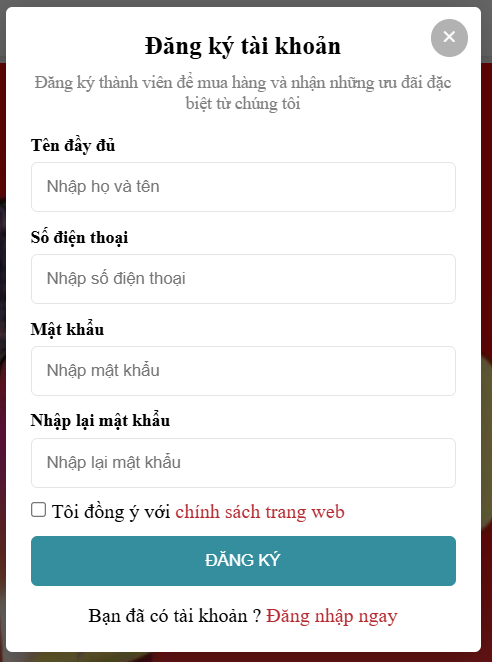 Đăng ký tài khoản
Đăng ký thành viên để mua hàng và nhận những ưu đãi đặc
biệt từ chúng tôi
Tên đầy đủ
Nhập họ và tên
Số điện thoại
Nhập số điện thoại
Mật khẩu
Nhập mật khẩu
Nhập lại mật khẩu
Nhập lại mật khẩu
Tôi đồng ý với chính sách trang web
ĐĂNG KÝ
Bạn đã có tài khoản ? Đăng nhập ngay